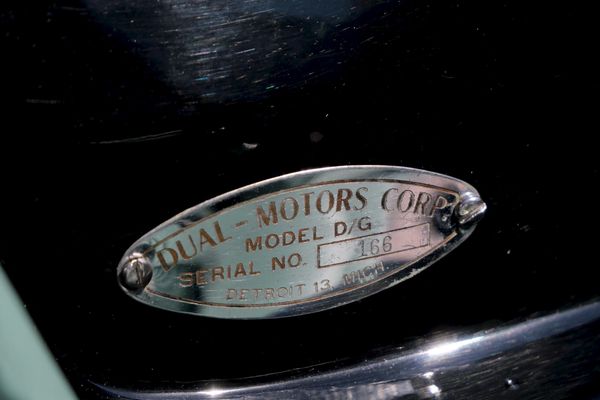 DUAL-MOTORS CORP.
MODEL D/G
SERIAL NO. 166
DETROIT 13, MICH.